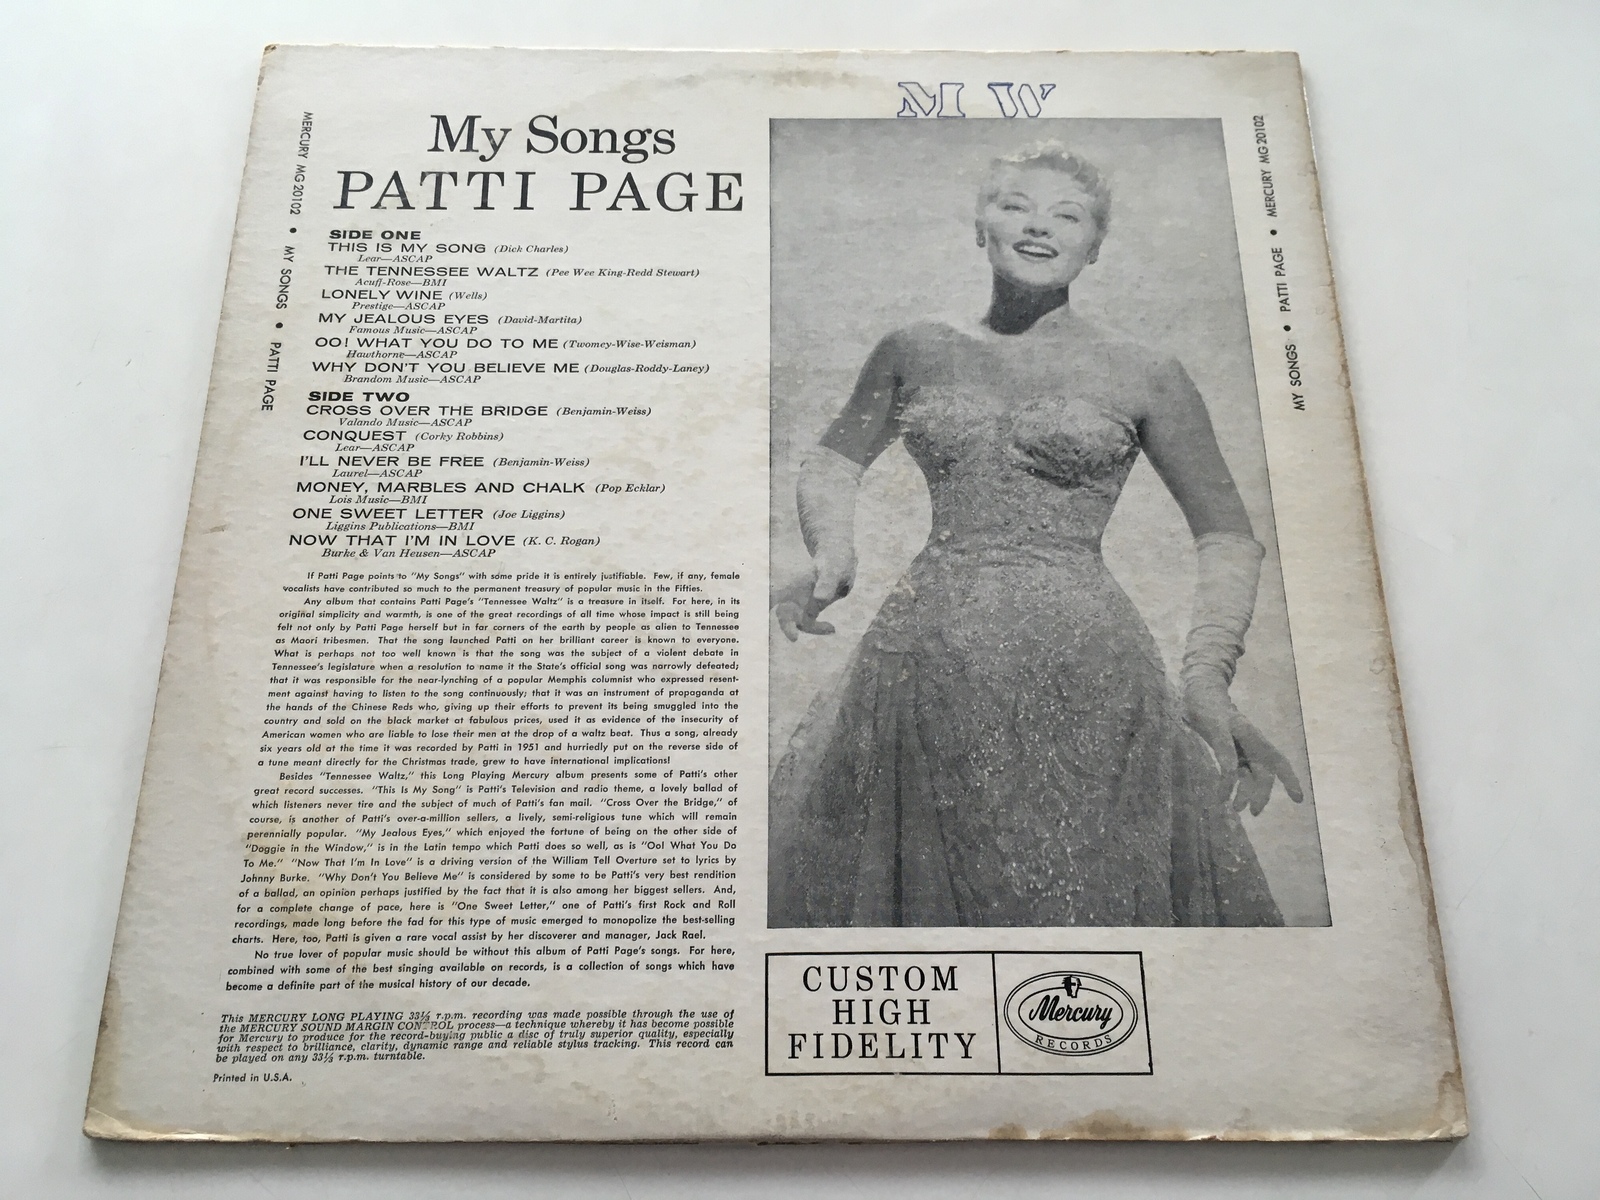 M W
My Songs
PATTI PAGE
SIDE ONE
THIS IS MY SONG (Dick Charles)
Lear—ASCAP
THE TENNESSEE WALTZ (Pee Wee King-Redd Stewart)
Acuff-Rose—BMI
LONELY WINE (Wells)
Prestige—ASCAP
MY JEALOUS EYES (David-Martita)
Famous Music—ASCAP
OO! WHAT YOU DO TO ME (Twomey-Wise-Weisman)
Hawthorne—ASCAP
WHY DON'T YOU BELIEVE ME (Douglas-Roddy-Laney)
Brandom Music—ASCAP
SIDE TWO
CROSS OVER THE BRIDGE (Benjamin-Weiss)
Valando Music—ASCAP
CONQUEST (Corky Robbins)
Lear—ASCAP
I'LL NEVER BE FREE (Benjamin-Weiss)
Laurel—ASCAP
MONEY, MARBLES AND CHALK (Pop Ecklar)
Lois Music—BMI
ONE SWEET LETTER (Joe Liggins)
Liggins Publications—BMI
NOW THAT I'M IN LOVE (K. C. Rogan)
Burke & Van Heusen—ASCAP
If Patti Page points to "My Songs" with some pride it is entirely justifiable. Few, if any, female
vocalists have contributed so much to the permanent treasury of popular music in the Fifties.
Any album that contains Patti Page's "Tennessee Waltz" is a treasure in itself. For here, in its
original simplicity and warmth, is one of the great recordings of all time whose impact is still being
felt not only by Patti Page herself but in far corners of the earth by people as alien to Tennessee
as Maori tribesmen. That the song launched Patti on her brilliant career is known to everyone.
What is perhaps not too well known is that the song was the subject of a violent debate in
Tennessee's legislature when a resolution to name it the State's official song was narrowly defeated;
that it was responsible for the near-lynching of a popular Memphis columnist who expressed resent-
ment against having to listen to the song continuously; that it was an instrument of propaganda at
the hands of the Chinese Reds who, giving up their efforts to prevent its being smuggled into the
country and sold on the black market at fabulous prices, used it as evidence of the insecurity of
American women who are liable to lose their men at the drop of a waltz beat. Thus a song, already
six years old at the time it was recorded by Patti in 1951 and hurriedly put on the reverse side of
a tune meant directly for the Christmas trade, grew to have international implications!
Besides "Tennessee Waltz," this Long Playing Mercury album presents some of Patti's other
great record successes. "This Is My Song" is Patti's Television and radio theme, a lovely ballad of
which listeners never tire and the subject of much of Patti's fan mail. "Cross Over the Bridge," of
course, is another of Patti's over-a-million sellers, a lively, semi-religious tune which will remain
perennially popular. "My Jealous Eyes," which enjoyed the fortune of being on the other side of
"Doggie in the Window," is in the Latin tempo which Patti does so well, as is "Oo! What You Do
To Me." "Now That I'm In Love" is a driving version of the William Tell Overture set to lyrics by
Johnny Burke. "Why Don't You Believe Me" is considered by some to be Patti's very best rendition
of a ballad, an opinion perhaps justified by the fact that it is also among her biggest sellers. And,
for a complete change of pace, here is "One Sweet Letter," one of Patti's first Rock and Roll
recordings, made long before the fad for this type of music emerged to monopolize the best-selling
charts. Here, too, Patti is given a rare vocal assist by her discoverer and manager, Jack Rael.
No true lover of popular music should be without this album of Patti Page's songs. For here,
combined with some of the best singing available on records, is a collection of songs which have
become a definite part of the musical history of our decade.
This MERCURY LONG PLAYING 33⅓ r.p.m. recording was made possible through the use of
the MERCURY SOUND MARGIN CONTROL process—a technique whereby it has become possible
for Mercury to produce for the record-buying public a disc of truly superior quality, especially
with respect to brilliance, clarity, dynamic range and reliable stylus tracking. This record can
be played on any 33⅓ r.p.m. turntable.
Printed in U.S.A.
CUSTOM
HIGH
FIDELITY
Mercury
RECORDS
MERCURY MG 20102 • MY SONGS • PATTI PAGE
MY SONGS • PATTI PAGE • MERCURY MG 20102